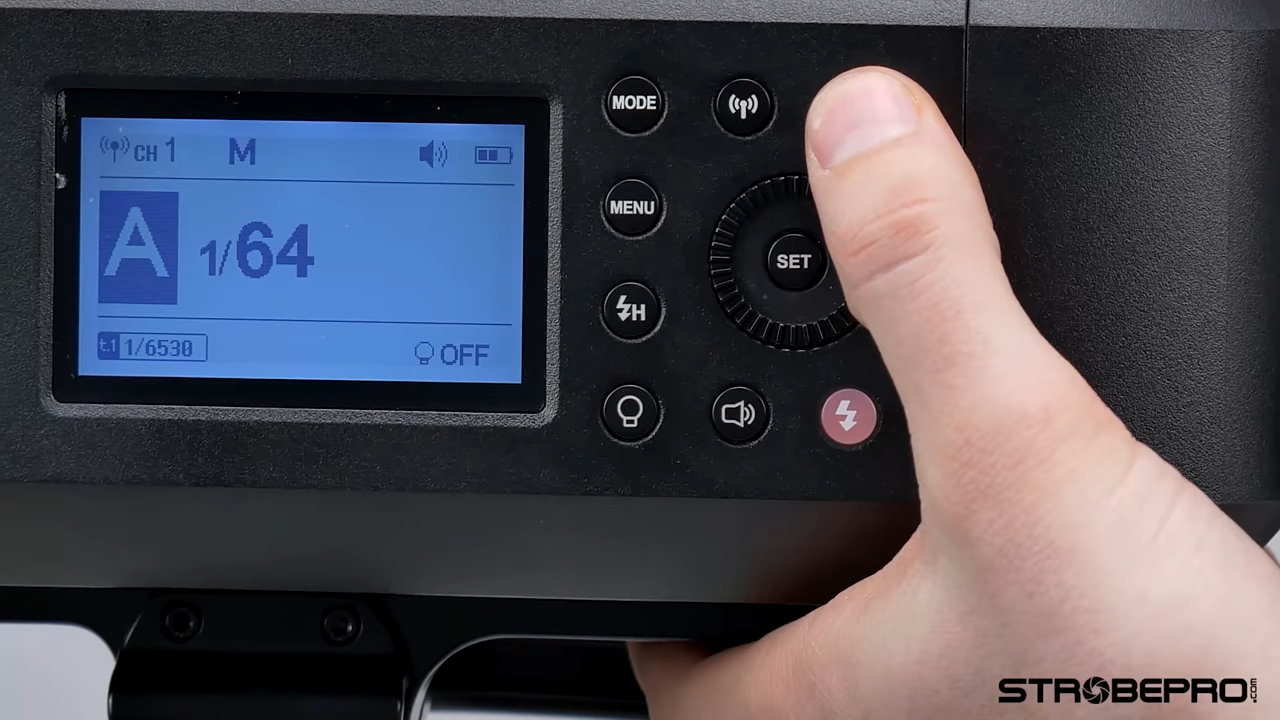 CH 1 M
A 1/64
t.1 1/6530 OFF
MODE
MENU
SET
H
STROBEPRO.COM